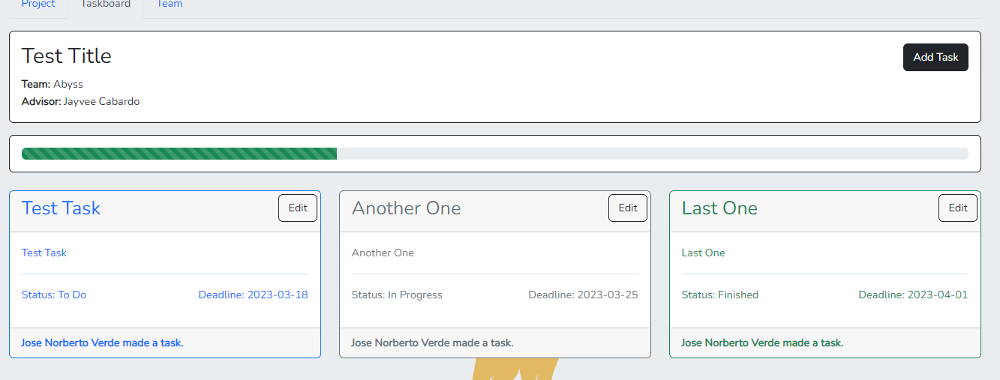 Project Taskboard Team
Test Title
Add Task
Team: Abyss
Advisor: Jayvee Cabardo
Test Task Edit
Test Task
Status: To Do Deadline: 2023-03-18
Jose Norberto Verde made a task.
Another One Edit
Another One
Status: In Progress Deadline: 2023-03-25
Jose Norberto Verde made a task.
Last One Edit
Last One
Status: Finished Deadline: 2023-04-01
Jose Norberto Verde made a task.